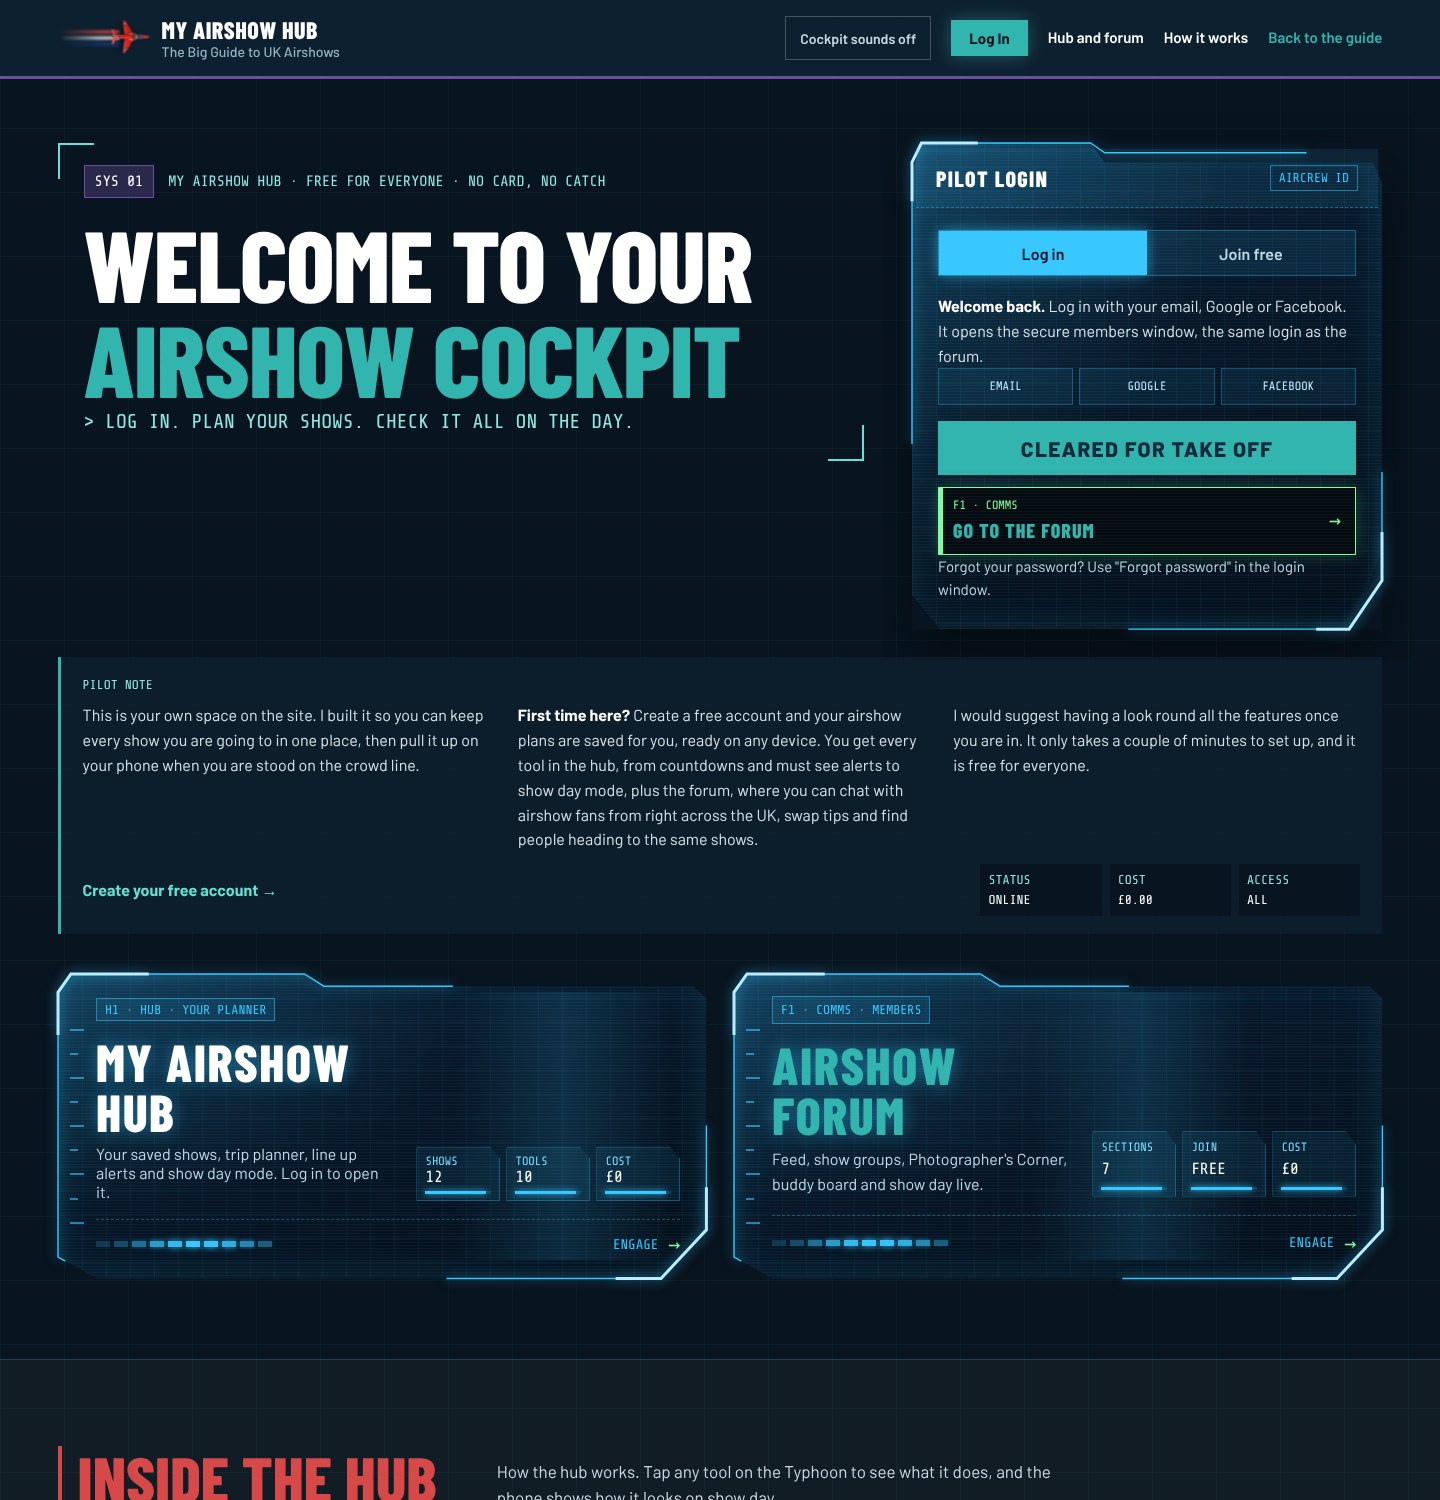 MY AIRSHOW HUB
The Big Guide to UK Airshows
Cockpit sounds off
Log In
Hub and forum
How it works
Back to the guide
SYS 01
MY AIRSHOW HUB · FREE FOR EVERYONE · NO CARD, NO CATCH
WELCOME TO YOUR
AIRSHOW COCKPIT
> LOG IN. PLAN YOUR SHOWS. CHECK IT ALL ON THE DAY.
PILOT LOGIN
AIRCREW ID
Log in
Join free
Welcome back. Log in with your email, Google or Facebook.
It opens the secure members window, the same login as the
forum.
EMAIL
GOOGLE
FACEBOOK
CLEARED FOR TAKE OFF
F1 · COMMS
GO TO THE FORUM
→
Forgot your password? Use "Forgot password" in the login
window.
PILOT NOTE
This is your own space on the site. I built it so you can keep
every show you are going to in one place, then pull it up on
your phone when you are stood on the crowd line.
First time here? Create a free account and your airshow
plans are saved for you, ready on any device. You get every
tool in the hub, from countdowns and must see alerts to
show day mode, plus the forum, where you can chat with
airshow fans from right across the UK, swap tips and find
people heading to the same shows.
I would suggest having a look round all the features once
you are in. It only takes a couple of minutes to set up, and it
is free for everyone.
Create your free account →
STATUS
ONLINE
COST
£0.00
ACCESS
ALL
H1 · HUB · YOUR PLANNER
MY AIRSHOW
HUB
Your saved shows, trip planner, line up
alerts and show day mode. Log in to open
it.
SHOWS
12
TOOLS
10
COST
£0
ENGAGE →
F1 · COMMS · MEMBERS
AIRSHOW
FORUM
Feed, show groups, Photographer's Corner,
buddy board and show day live.
SECTIONS
7
JOIN
FREE
COST
£0
ENGAGE →
INSIDE THE HUB
How the hub works. Tap any tool on the Typhoon to see what it does, and the
phone shows how it looks on show day.